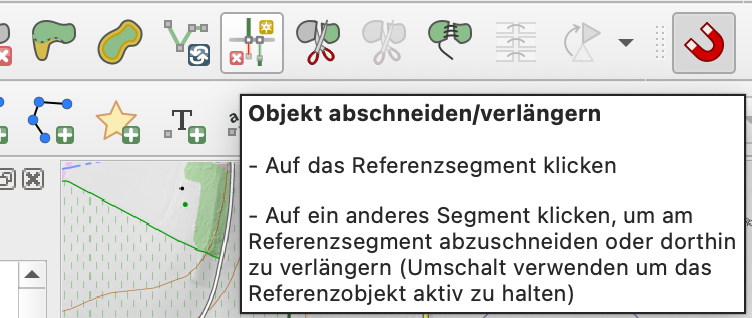 Objekt abschneiden/verlängern
- Auf das Referenzsegment klicken
- Auf ein anderes Segment klicken, um am
Referenzsegment abzuschneiden oder dorthin
zu verlängern (Umschalt verwenden um das
Referenzobjekt aktiv zu halten)